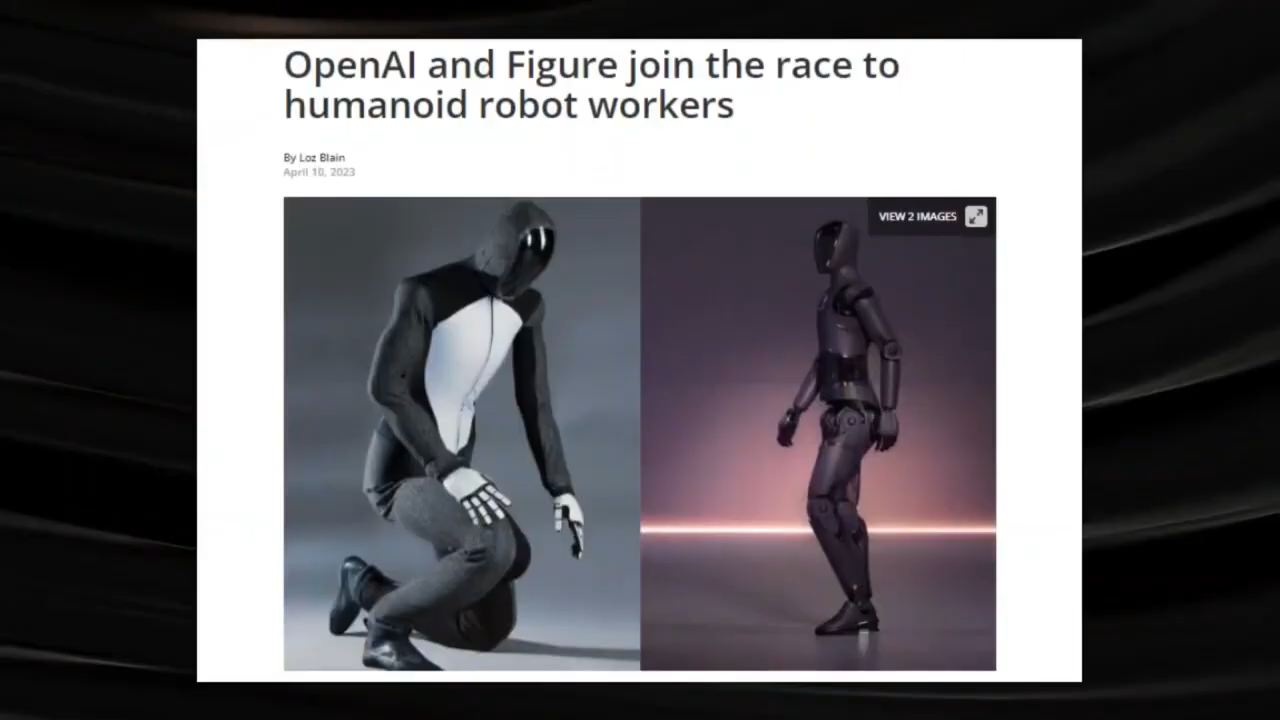 OpenAI and Figure join the race to
humanoid robot workers
By Loz Blain
April 10, 2023
VIEW 2 IMAGES